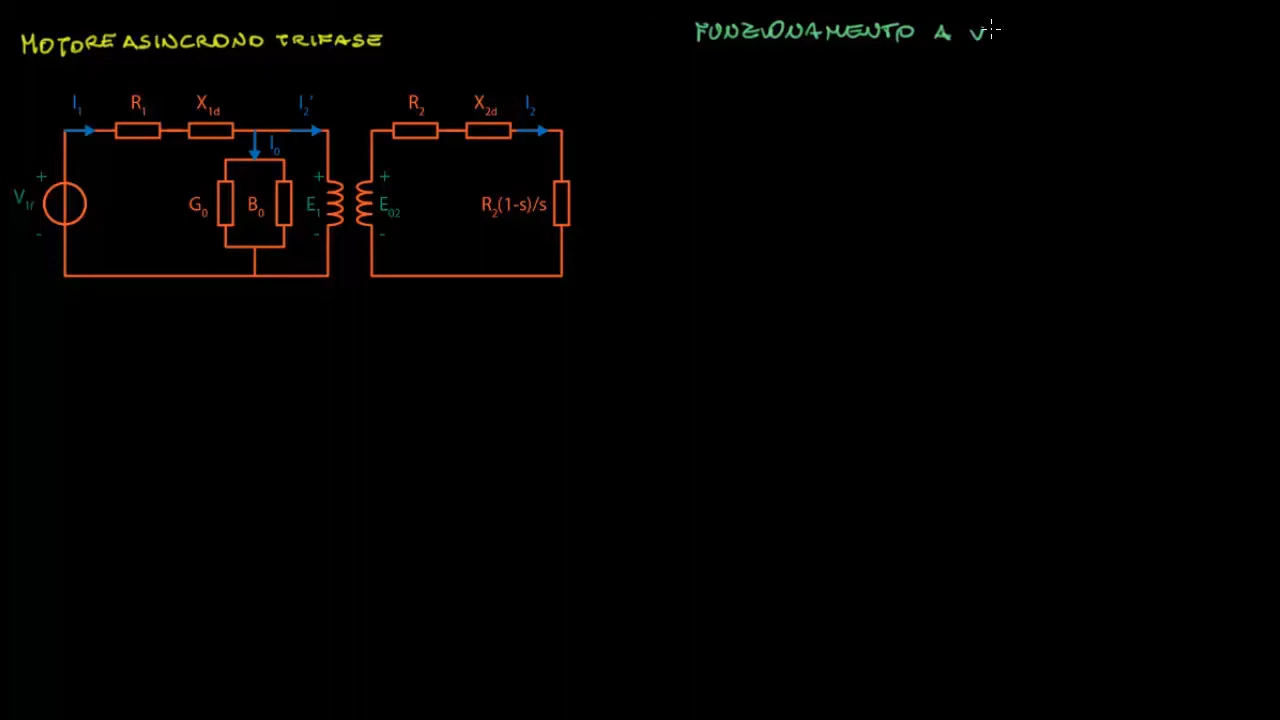 MOTORE ASINCRONO TRIFASE
FUNZIONAMENTO A V
I1 R1 X1d I2' R2 X2d I2
I0
+ + +
V1f G0 B0 E1 E02 R2(1-s)/s
- - -